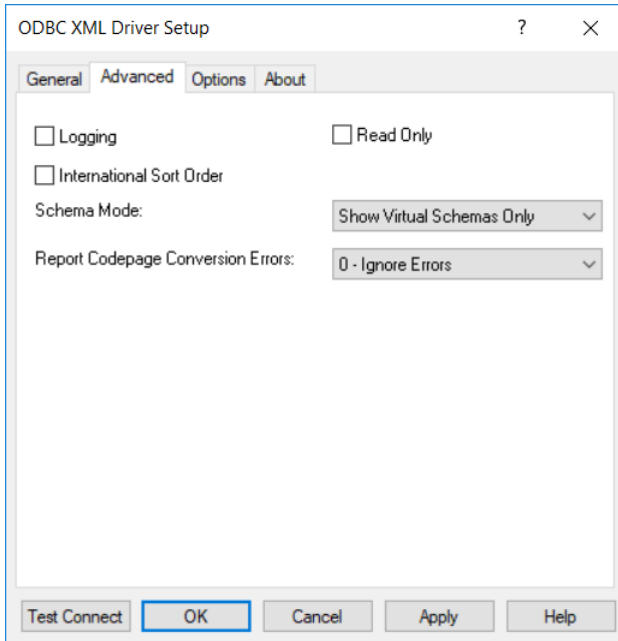 ODBC XML Driver Setup ?
General Advanced Options About
Logging Read Only
International Sort Order
Schema Mode: Show Virtual Schemas Only
Report Codepage Conversion Errors: 0 - Ignore Errors
Test Connect OK Cancel Apply Help